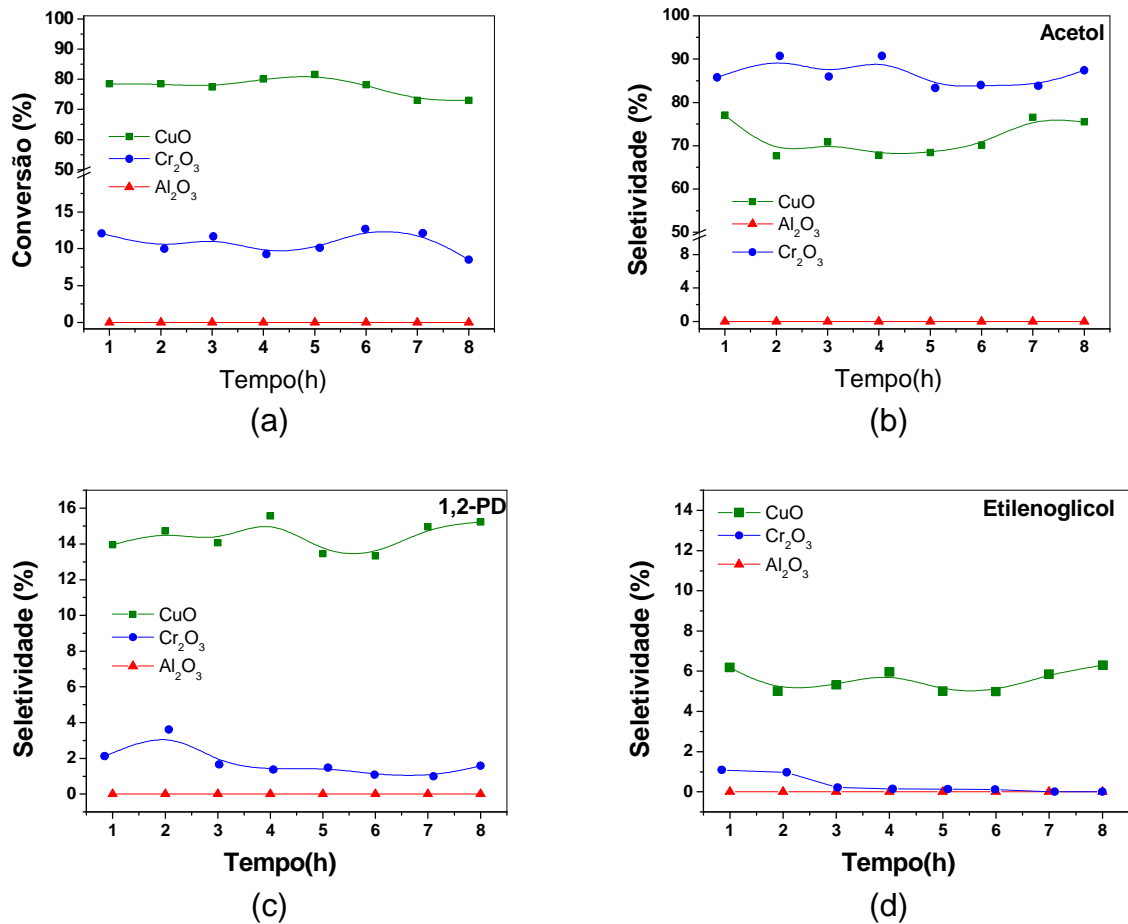 100
90
80
70
60
50
15
10
5
0
Conversão (%)
CuO
Cr₂O₃
Al₂O₃
1 2 3 4 5 6 7 8
Tempo(h)
(a)
Acetol
100
90
80
70
60
50
8
6
4
2
0
Seletividade (%)
CuO
Al₂O₃
Cr₂O₃
1 2 3 4 5 6 7 8
Tempo(h)
(b)
1,2-PD
16
14
12
10
8
6
4
2
0
Seletividade (%)
CuO
Cr₂O₃
Al₂O₃
1 2 3 4 5 6 7 8
Tempo(h)
(c)
Etilenoglicol
14
12
10
8
6
4
2
0
Seletividade (%)
CuO
Cr₂O₃
Al₂O₃
1 2 3 4 5 6 7 8
Tempo(h)
(d)